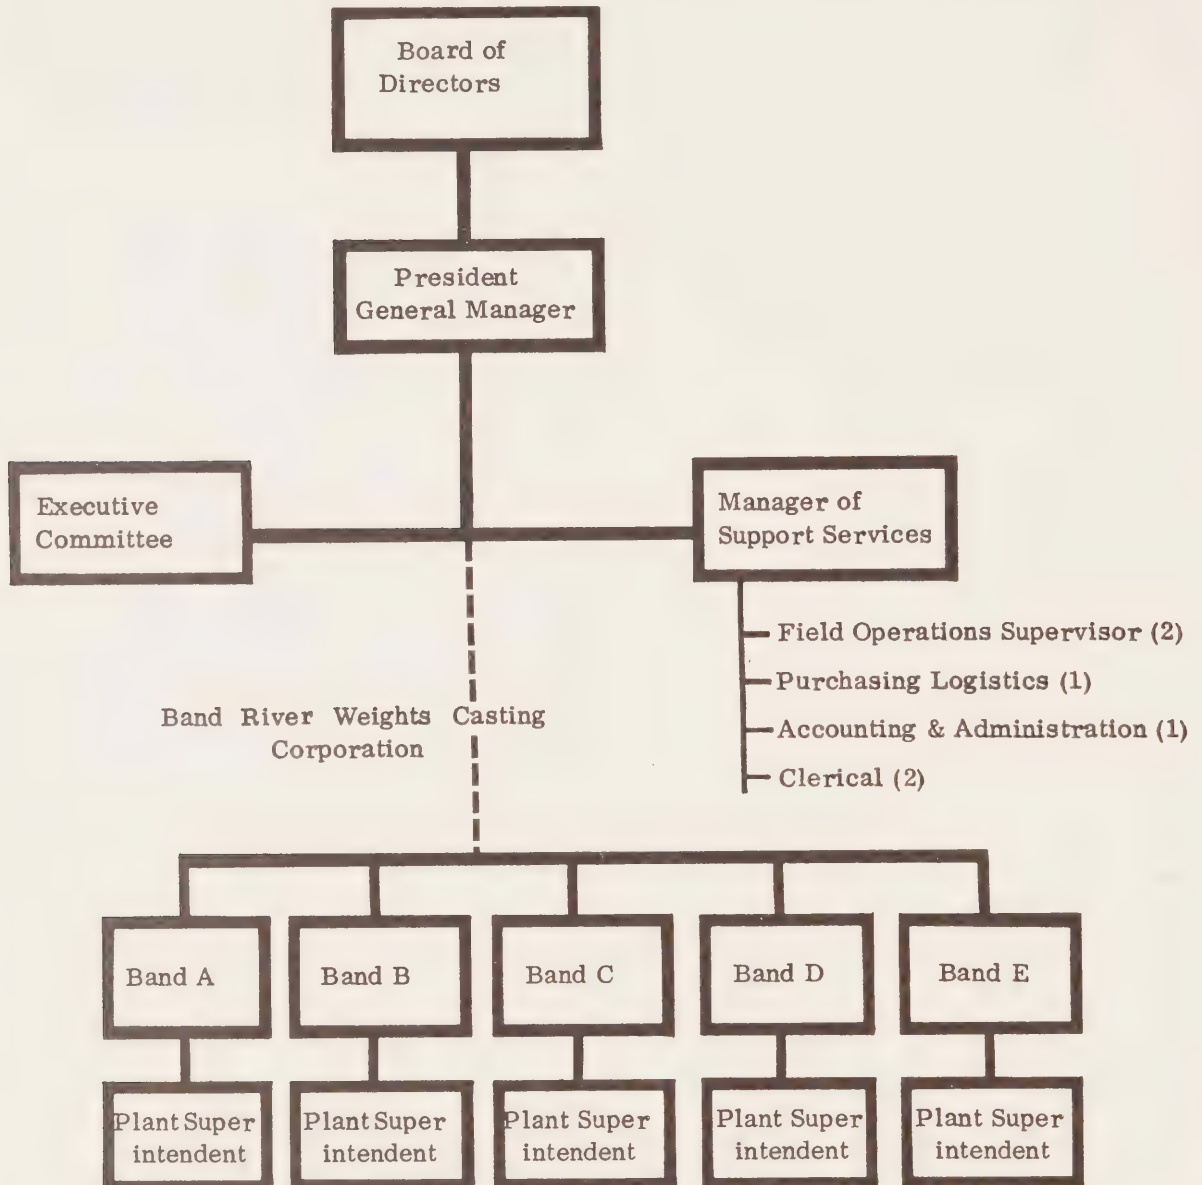 Board of
Directors
President
General Manager
Executive
Committee
Manager of
Support Services
Field Operations Supervisor (2)
Purchasing Logistics (1)
Accounting & Administration (1)
Clerical (2)
Band River Weights Casting
Corporation
Band A
Band B
Band C
Band D
Band E
Plant Super
intendent
Plant Super
intendent
Plant Super
intendent
Plant Super
intendent
Plant Super
intendent